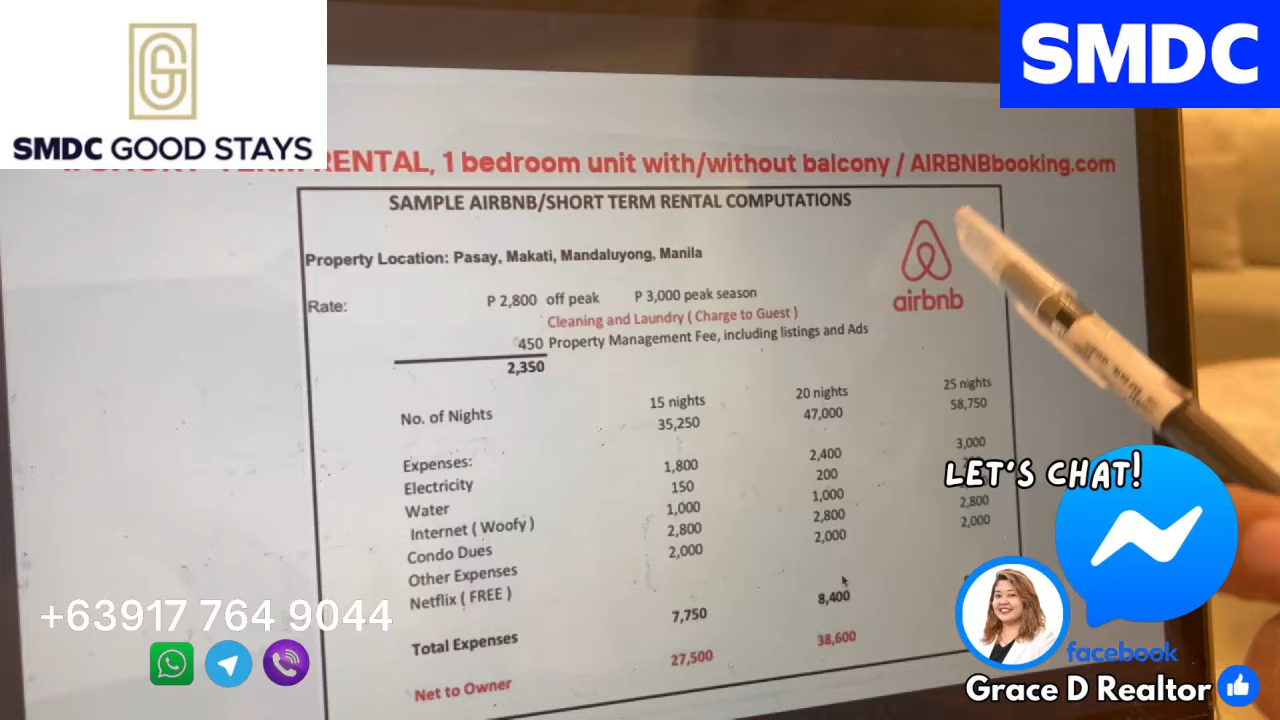 SMDC GOOD STAYS
SMDC
RENTAL, 1 bedroom unit with/without balcony / AIRBNBbooking.com
SAMPLE AIRBNB/SHORT TERM RENTAL COMPUTATIONS
Property Location: Pasay, Makati, Mandaluyong, Manila
airbnb
Rate: P 2,800 off peak P 3,000 peak season
Cleaning and Laundry ( Charge to Guest )
450 Property Management Fee, including listings and Ads
2,350
No. of Nights 15 nights 20 nights 25 nights
35,250 47,000 58,750
Expenses:
Electricity 1,800 2,400 3,000
Water 150 200
Internet ( Woofy ) 1,000 1,000
Condo Dues 2,800 2,800 2,800
Other Expenses 2,000 2,000 2,000
Netflix ( FREE )
Total Expenses 7,750 8,400
Net to Owner 27,500 38,600
LET'S CHAT!
+63917 764 9044
facebook
Grace D Realtor